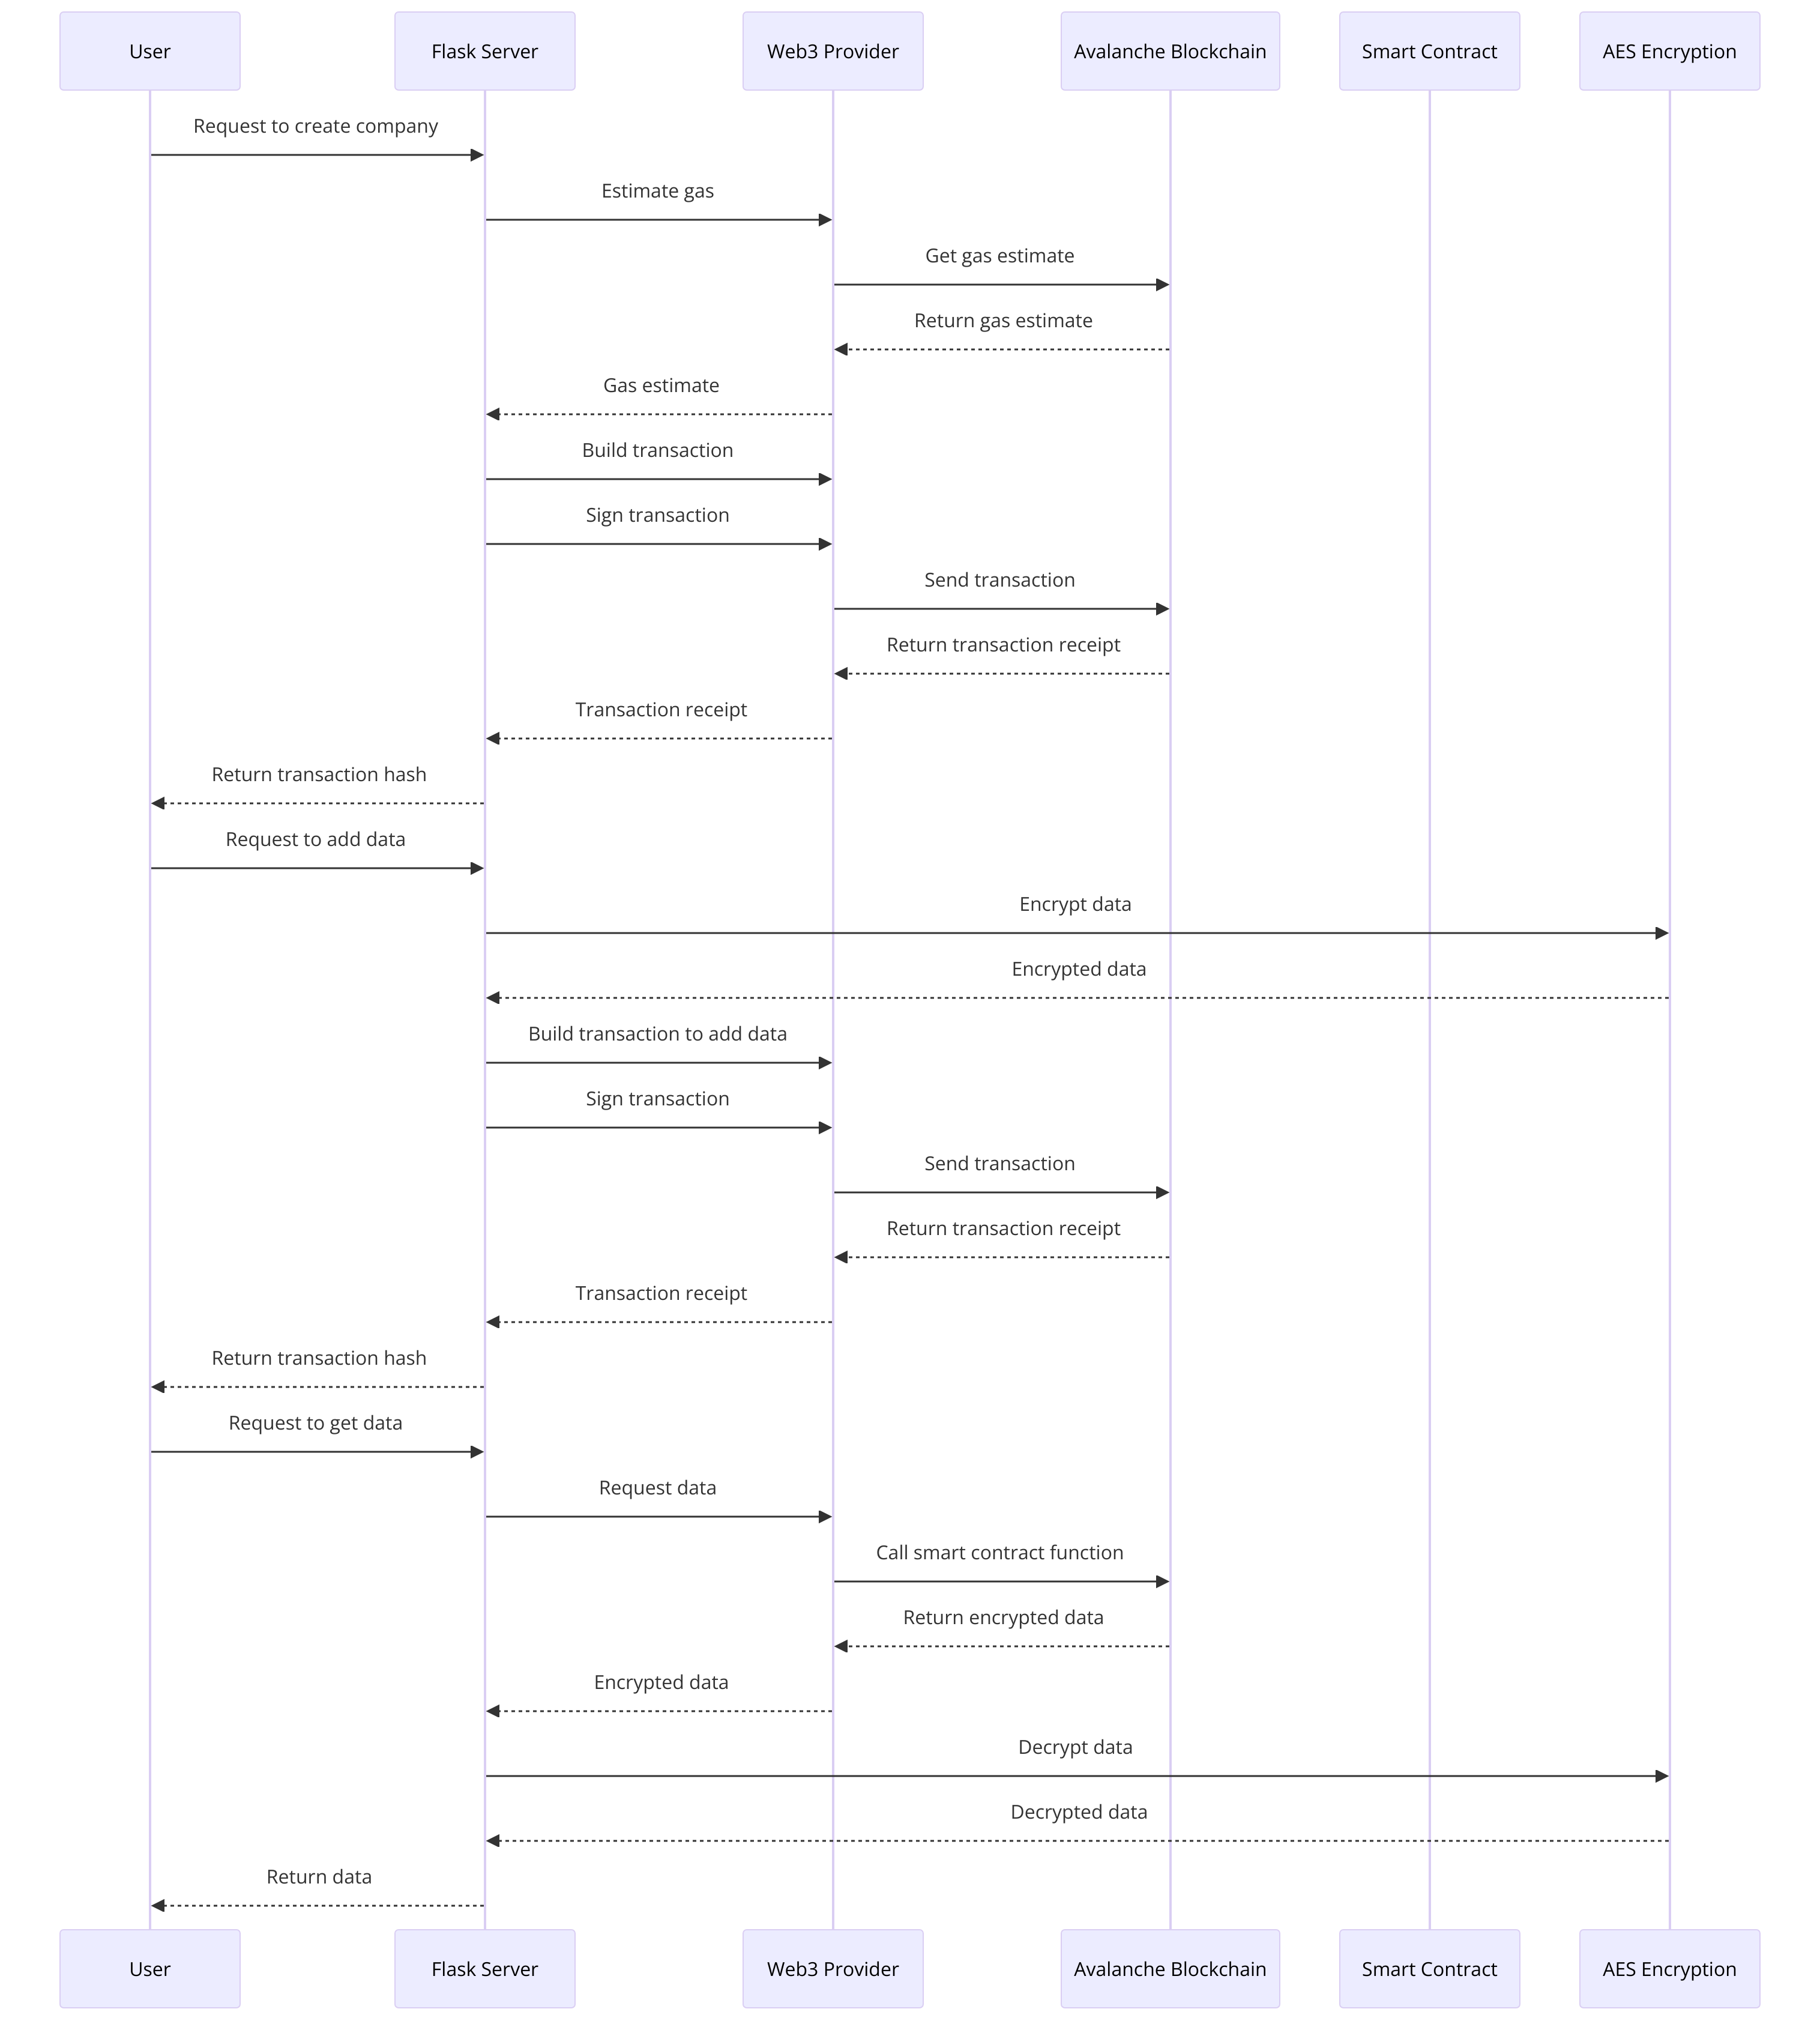 User
Flask Server
Web3 Provider
Avalanche Blockchain
Smart Contract
AES Encryption
Request to create company
Estimate gas
Get gas estimate
Return gas estimate
Gas estimate
Build transaction
Sign transaction
Send transaction
Return transaction receipt
Transaction receipt
Return transaction hash
Request to add data
Encrypt data
Encrypted data
Build transaction to add data
Sign transaction
Send transaction
Return transaction receipt
Transaction receipt
Return transaction hash
Request to get data
Request data
Call smart contract function
Return encrypted data
Encrypted data
Decrypt data
Decrypted data
Return data
User
Flask Server
Web3 Provider
Avalanche Blockchain
Smart Contract
AES Encryption